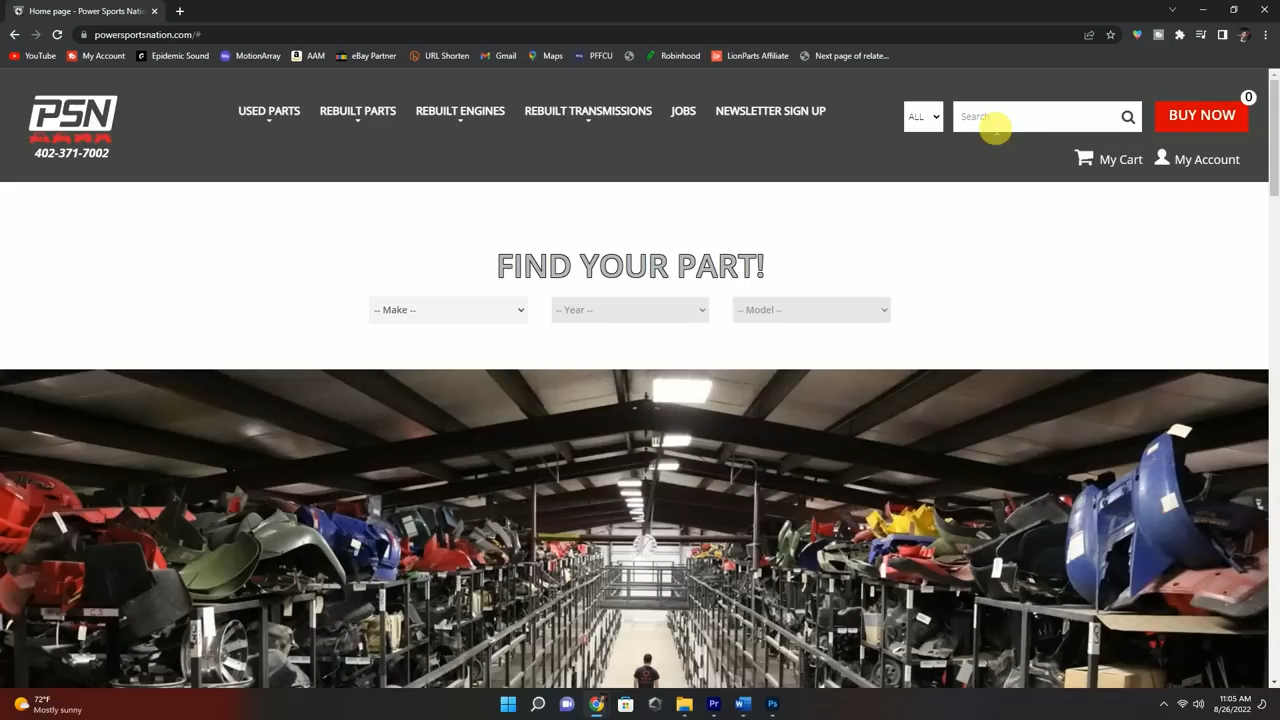 Home page - Power Sports Nati
powersportsnation.com/#
YouTube
My Account
Epidemic Sound
MotionArray
AAM
eBay Partner
URL Shorten
Gmail
Maps
PFFCU
Robinhood
LionParts Affiliate
Next page of relate...
PSN
402-371-7002
USED PARTS
REBUILT PARTS
REBUILT ENGINES
REBUILT TRANSMISSIONS
JOBS
NEWSLETTER SIGN UP
ALL
Search
BUY NOW
0
My Cart
My Account
FIND YOUR PART!
-- Make --
-- Year --
-- Model --
72°F
Mostly sunny
11:05 AM
8/26/2022